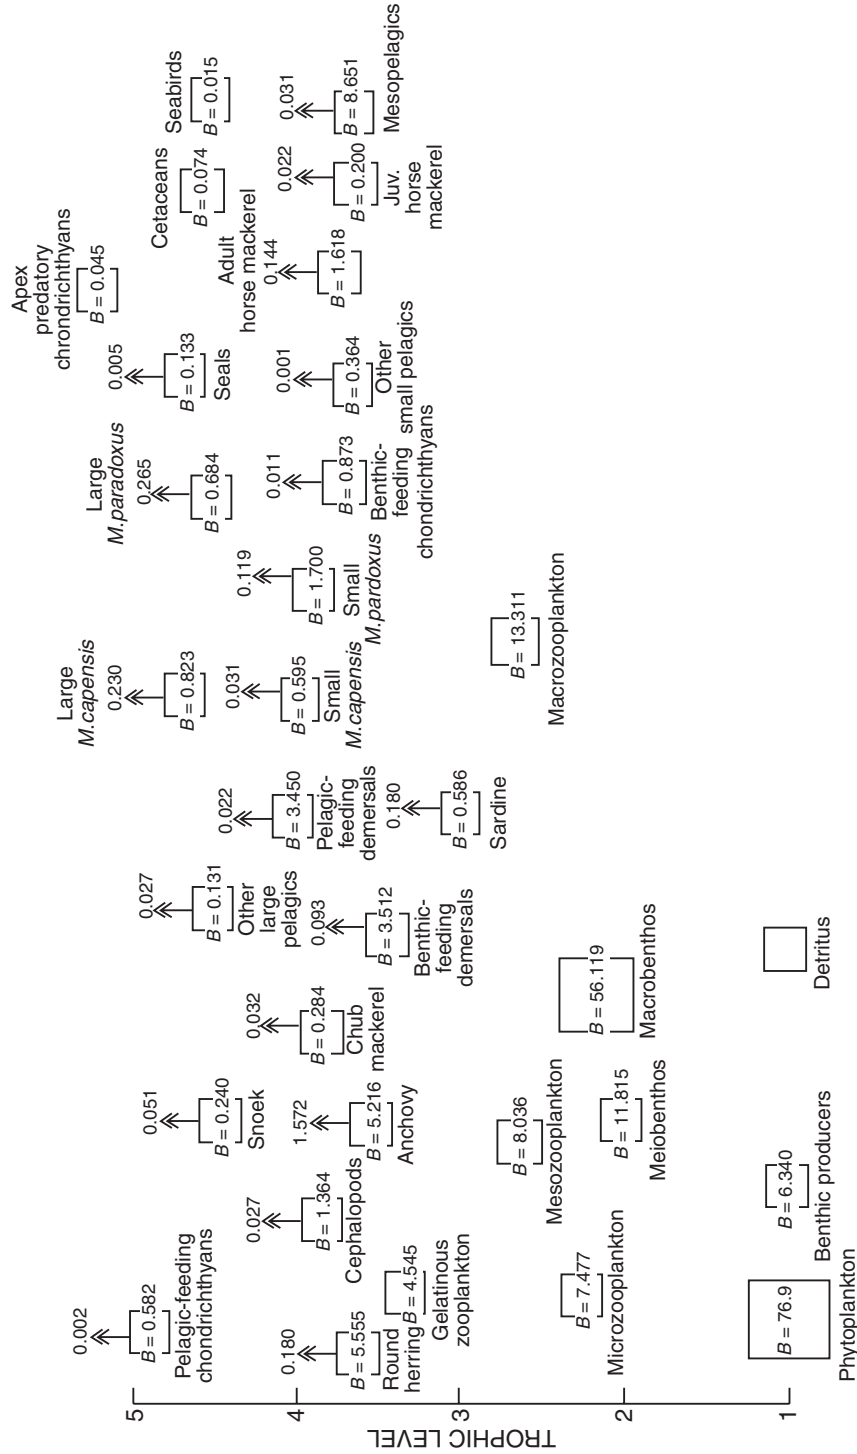 TROPHIC LEVEL
5
4
3
2
1
0.002
B = 0.582
Pelagic-feeding
chondrichthyans
0.051
B = 0.240
Snoek
0.027
B = 0.131
Other
large
pelagics
Large
M.capensis
0.230
B = 0.823
Large
M.paradoxus
0.265
B = 0.684
0.005
B = 0.133
Seals
Apex
predatory
chrondrichthyans
B = 0.045
Cetaceans
B = 0.074
Seabirds
B = 0.015
0.180
B = 5.555
Round
herring
B = 4.545
Gelatinous
zooplankton
0.027
B = 1.364
Cephalopods
1.572
B = 5.216
Anchovy
0.032
B = 0.284
Chub
mackerel
0.093
B = 3.512
Benthic-
feeding
demersals
0.022
B = 3.450
Pelagic-
feeding
demersals
0.180
B = 0.586
Sardine
0.031
B = 0.595
Small
M.capensis
0.119
B = 1.700
Small
M.pardoxus
0.011
B = 0.873
Benthic-
feeding
chondrichthyans
0.001
B = 0.364
Other
small pelagics
Adult
horse mackerel
0.144
B = 1.618
0.022
B = 0.200
Juv.
horse
mackerel
0.031
B = 8.651
Mesopelagics
B = 7.477
Microzooplankton
B = 8.036
Mesozooplankton
B = 11.815
Meiobenthos
B = 56.119
Macrobenthos
B = 13.311
Macrozooplankton
B = 76.9
Phytoplankton
B = 6.340
Benthic producers
Detritus